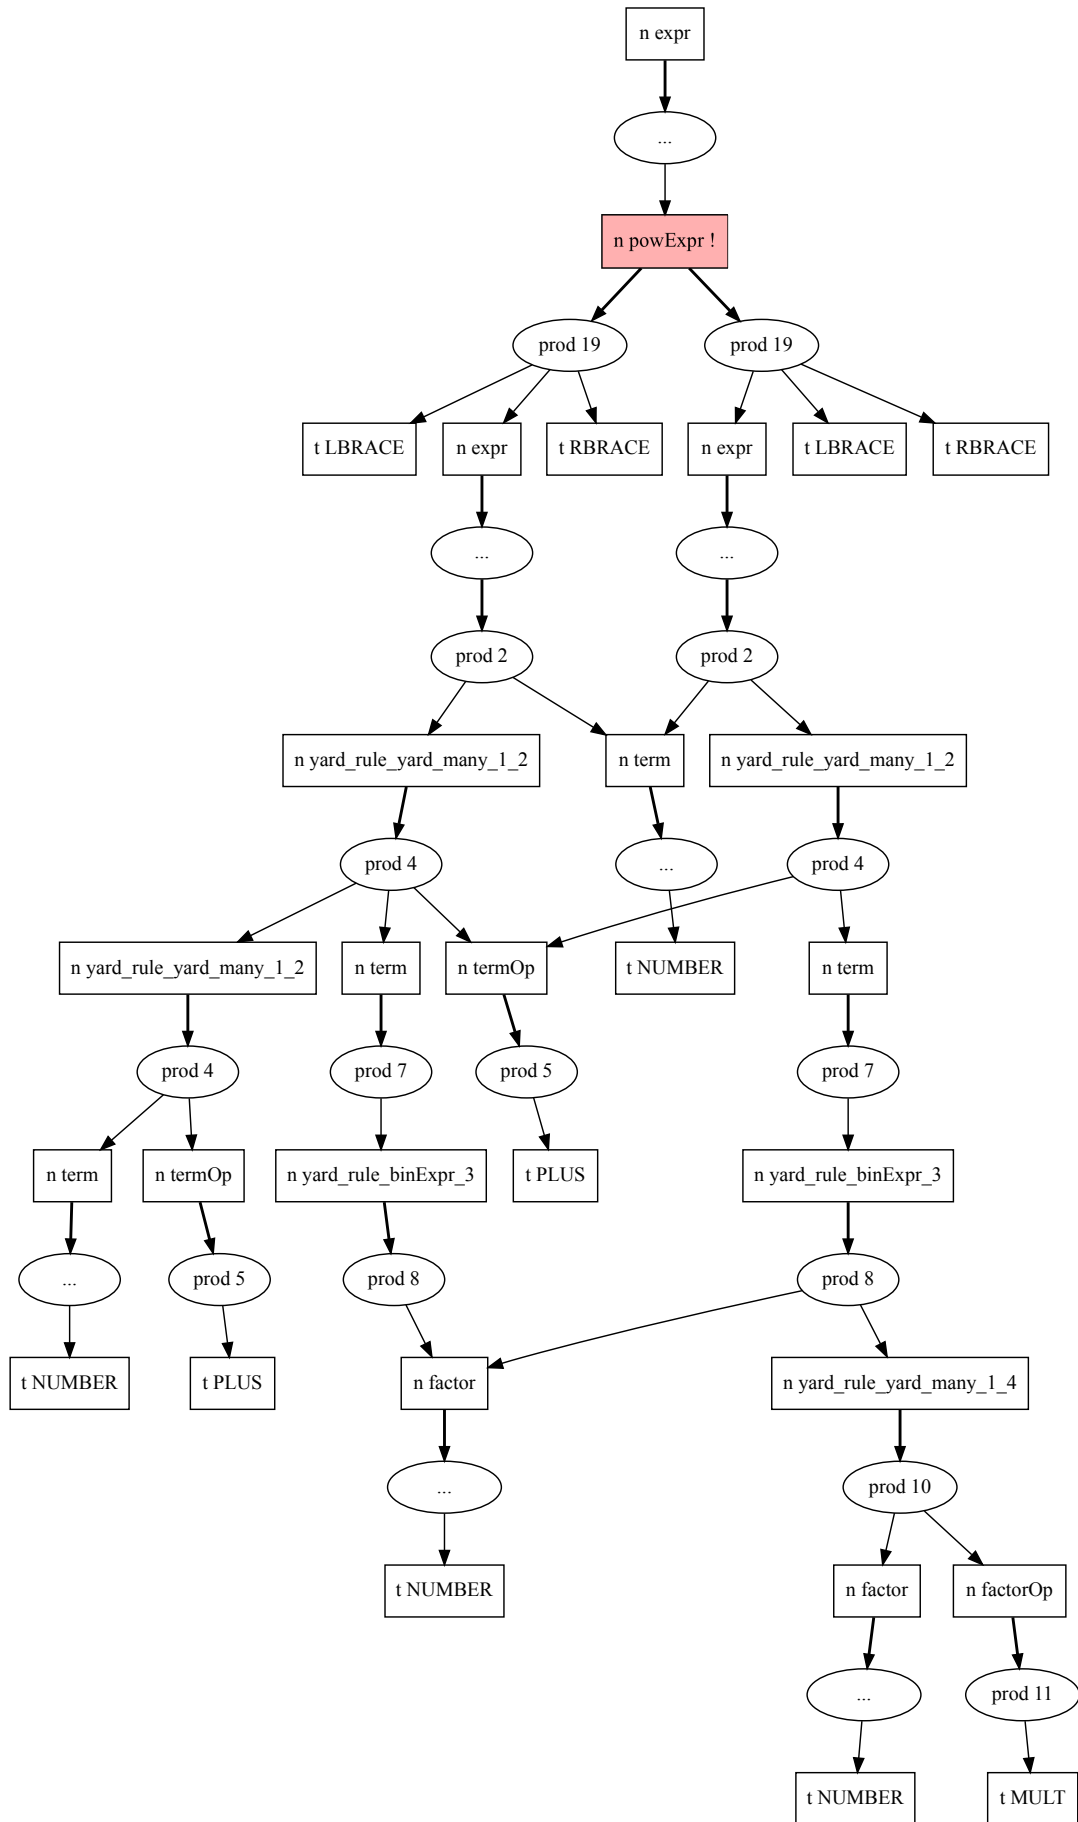 n expr
...
n powExpr !
prod 19
prod 19
t LBRACE
n expr
t RBRACE
n expr
t LBRACE
t RBRACE
...
...
prod 2
prod 2
n yard_rule_yard_many_1_2
n term
n yard_rule_yard_many_1_2
prod 4
...
prod 4
n yard_rule_yard_many_1_2
n term
n termOp
t NUMBER
n term
prod 4
prod 7
prod 5
prod 7
n term
n termOp
n yard_rule_binExpr_3
t PLUS
n yard_rule_binExpr_3
...
prod 5
prod 8
prod 8
t NUMBER
t PLUS
n factor
n yard_rule_yard_many_1_4
...
prod 10
t NUMBER
n factor
n factorOp
...
prod 11
t NUMBER
t MULT